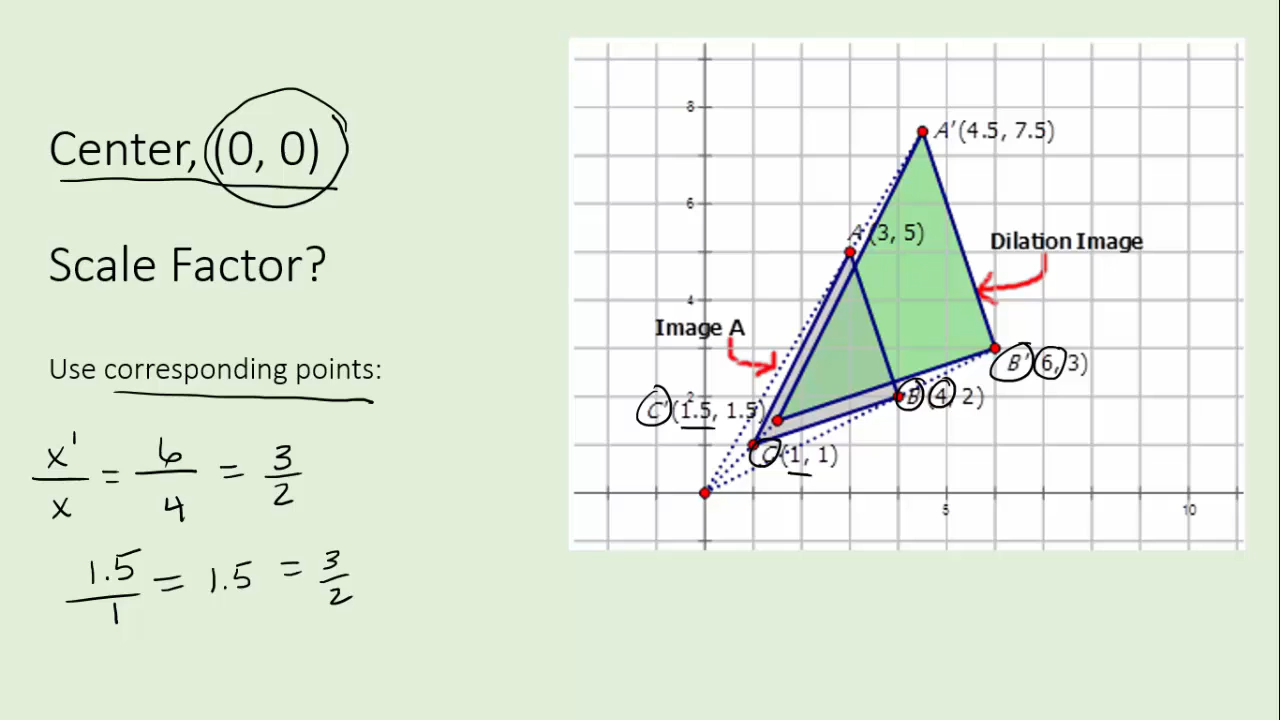 Center, (0, 0)
Scale Factor?
Use corresponding points:
x'/x = 6/4 = 3/2
1.5/1 = 1.5 = 3/2
8
A′(4.5, 7.5)
6
A (3, 5)
Dilation Image
4
Image A
B′(6, 3)
2
B (4, 2)
C′(1.5, 1.5)
C (1, 1)
5
10